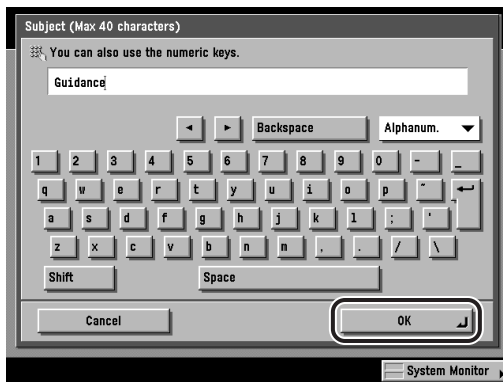 Subject (Max 40 characters)
You can also use the numeric keys.
Guidance
◄ ► Backspace Alphanum. ▼
1 2 3 4 5 6 7 8 9 0 - _
q w e r t y u i o p ~
a s d f g h j k l ; '
z x c v b n m , . / \
Shift Space
Cancel OK
System Monitor